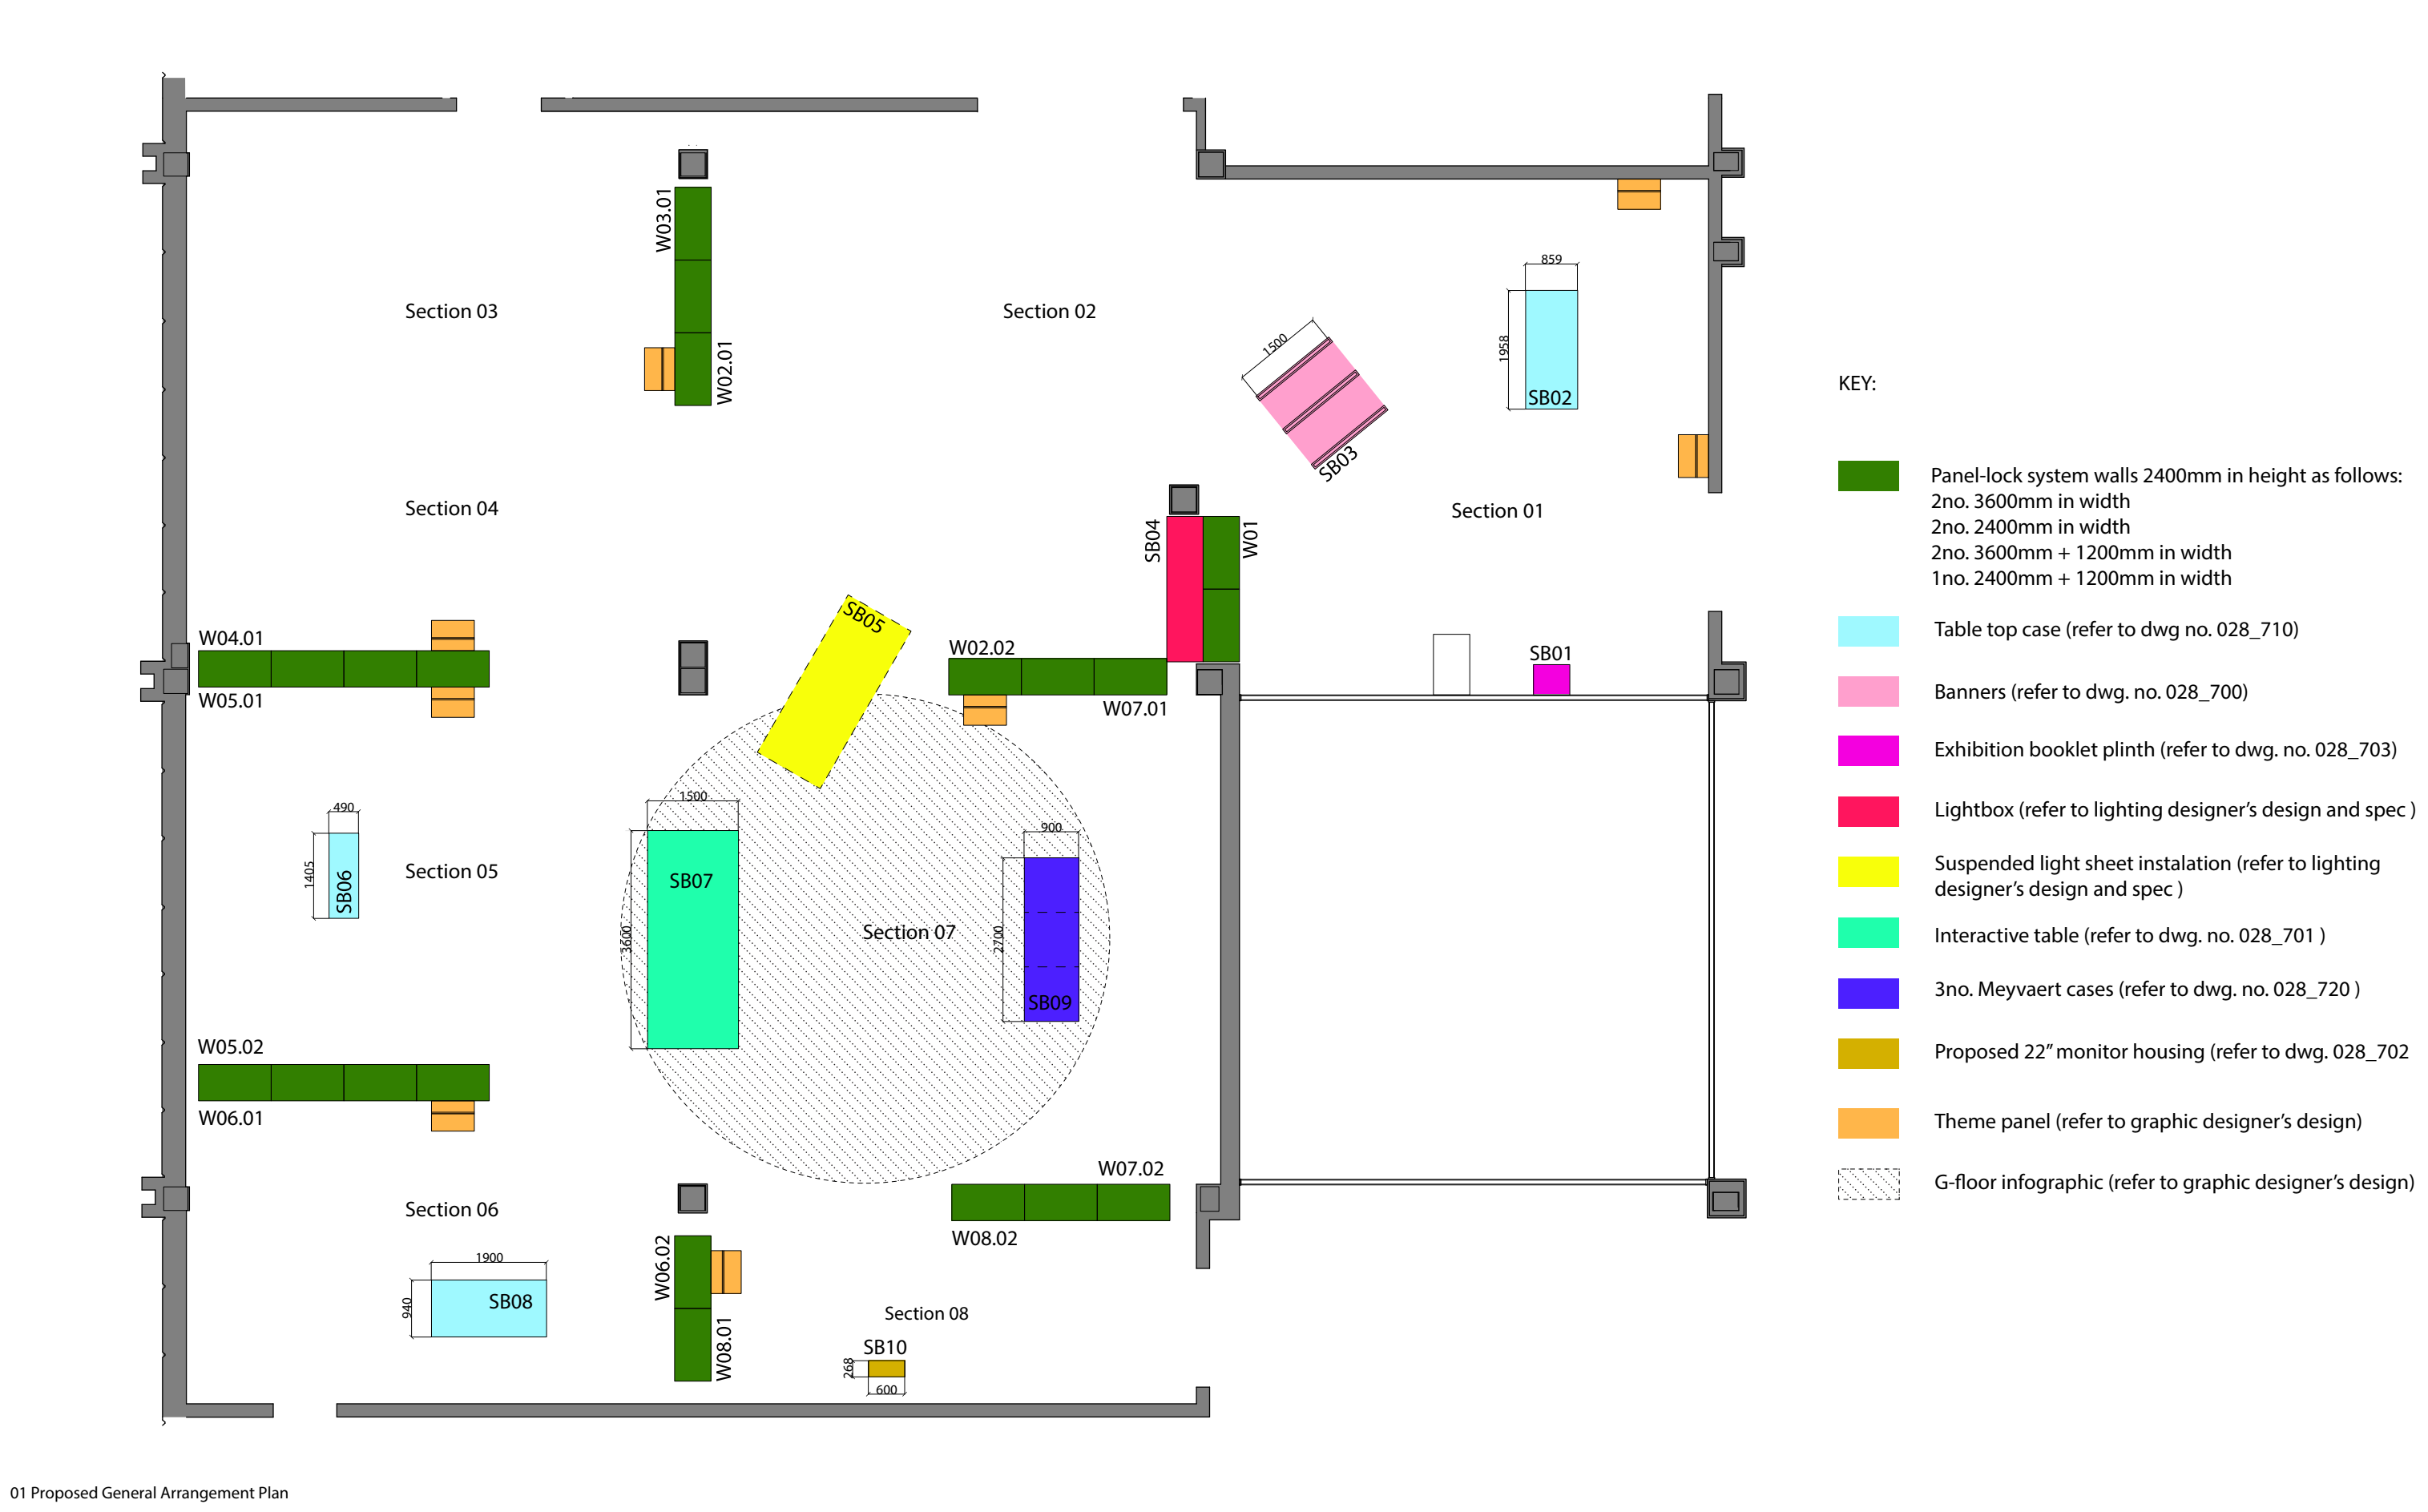 W03.01
Section 03
Section 02
859
1958
SB02
1500
SB03
W02.01
Section 04
Section 01
SB04
W01
SB05
W04.01
W02.02
SB01
W05.01
W07.01
490
1405
SB06
Section 05
1500
3600
SB07
900
2700
SB09
Section 07
W05.02
W06.01
W07.02
Section 06
W06.02
W08.02
1900
940
SB08
W08.01
Section 08
SB10
268
600
KEY:
Panel-lock system walls 2400mm in height as follows:
2no. 3600mm in width
2no. 2400mm in width
2no. 3600mm + 1200mm in width
1no. 2400mm + 1200mm in width
Table top case (refer to dwg no. 028_710)
Banners (refer to dwg. no. 028_700)
Exhibition booklet plinth (refer to dwg. no. 028_703)
Lightbox (refer to lighting designer’s design and spec )
Suspended light sheet instalation (refer to lighting
designer’s design and spec )
Interactive table (refer to dwg. no. 028_701 )
3no. Meyvaert cases (refer to dwg. no. 028_720 )
Proposed 22” monitor housing (refer to dwg. 028_702
Theme panel (refer to graphic designer’s design)
G-floor infographic (refer to graphic designer’s design)
01 Proposed General Arrangement Plan